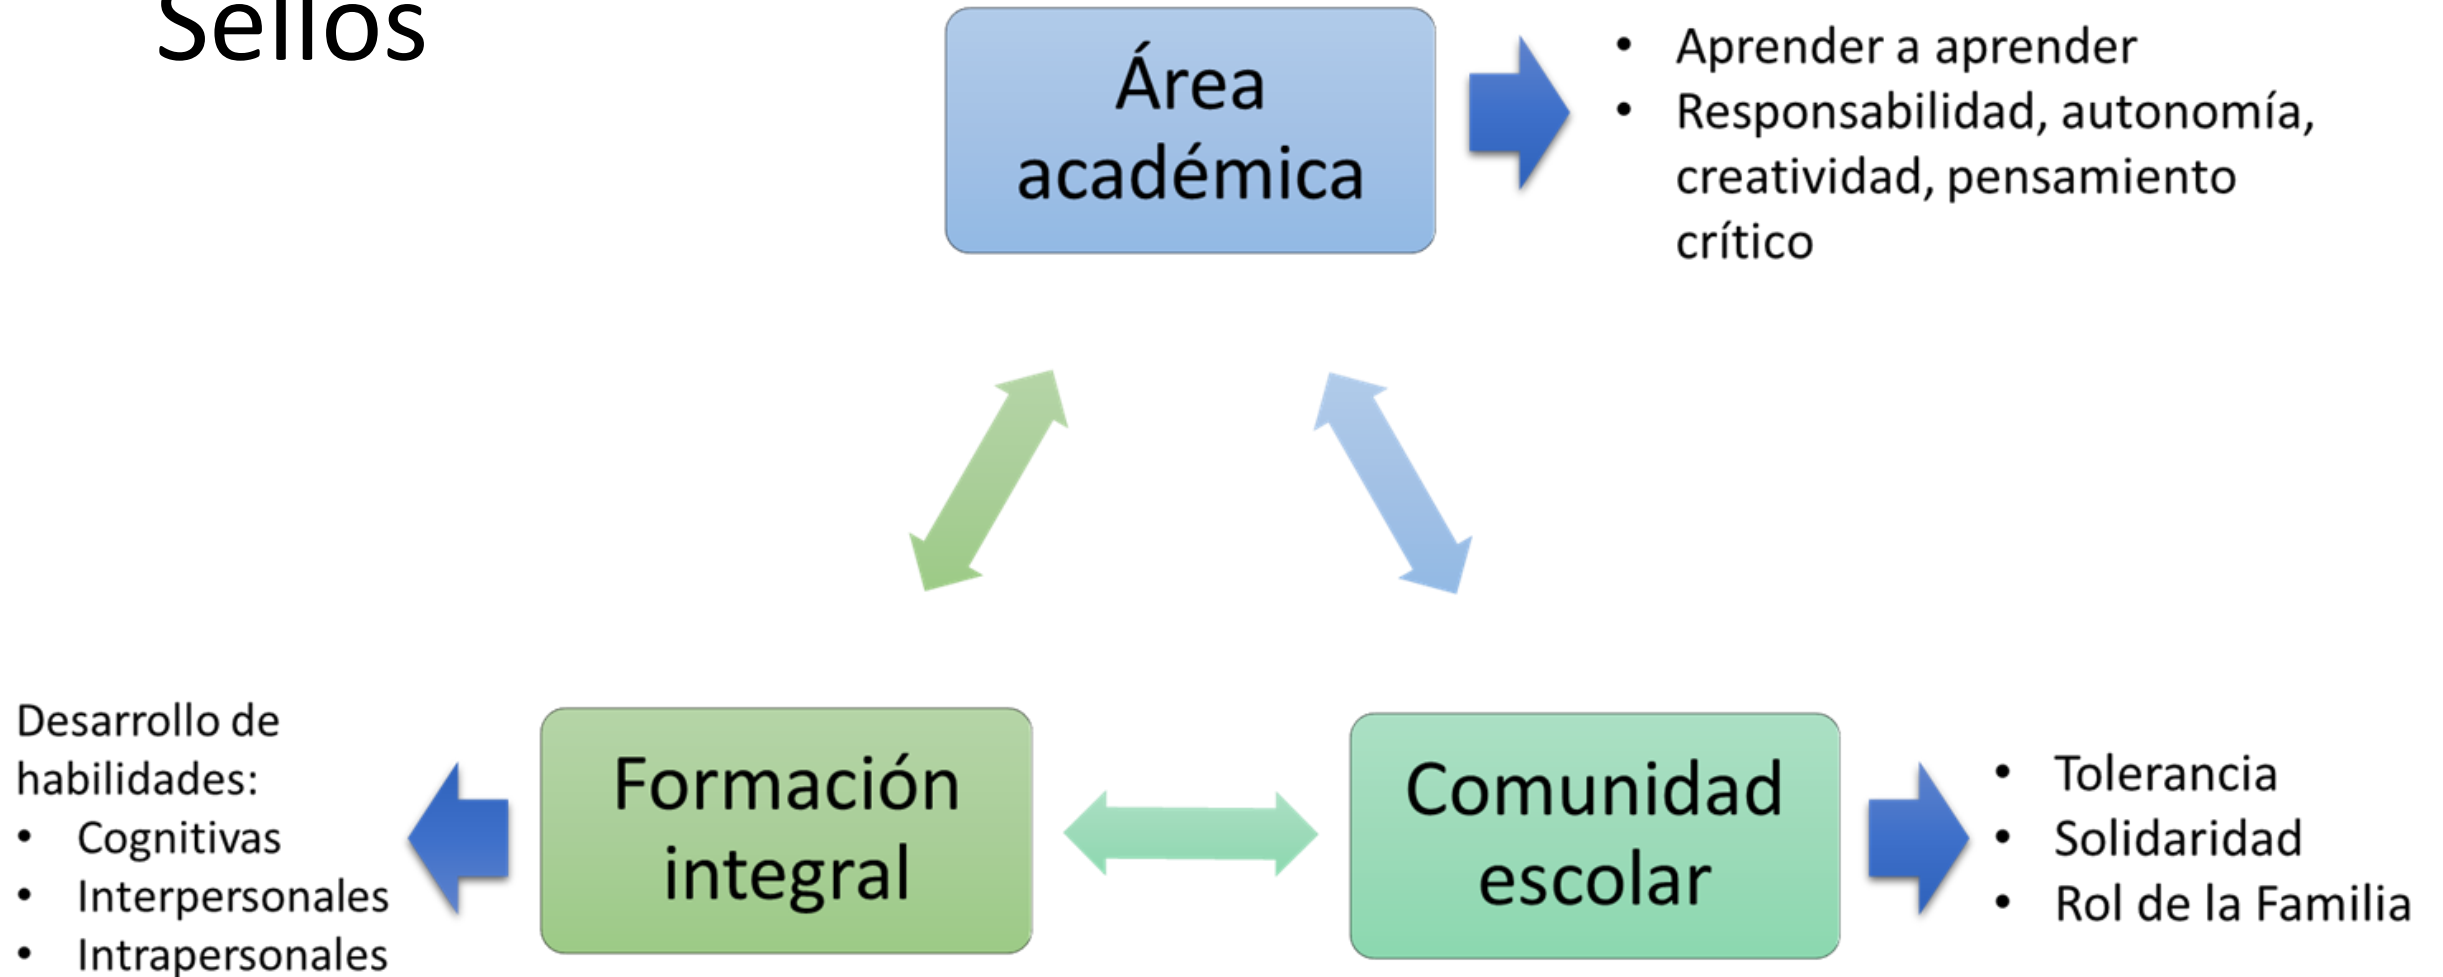 Sellos
Área
académica
• Aprender a aprender
• Responsabilidad, autonomía,
creatividad, pensamiento
crítico
Desarrollo de
habilidades:
• Cognitivas
• Interpersonales
• Intrapersonales
Formación
integral
Comunidad
escolar
• Tolerancia
• Solidaridad
• Rol de la Familia